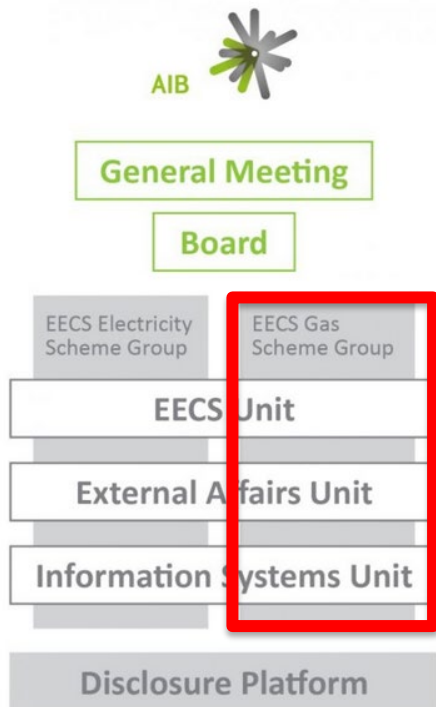 AIB
General Meeting
Board
EECS Electricity
Scheme Group
EECS Gas
Scheme Group
EECS Unit
External Affairs Unit
Information Systems Unit
Disclosure Platform